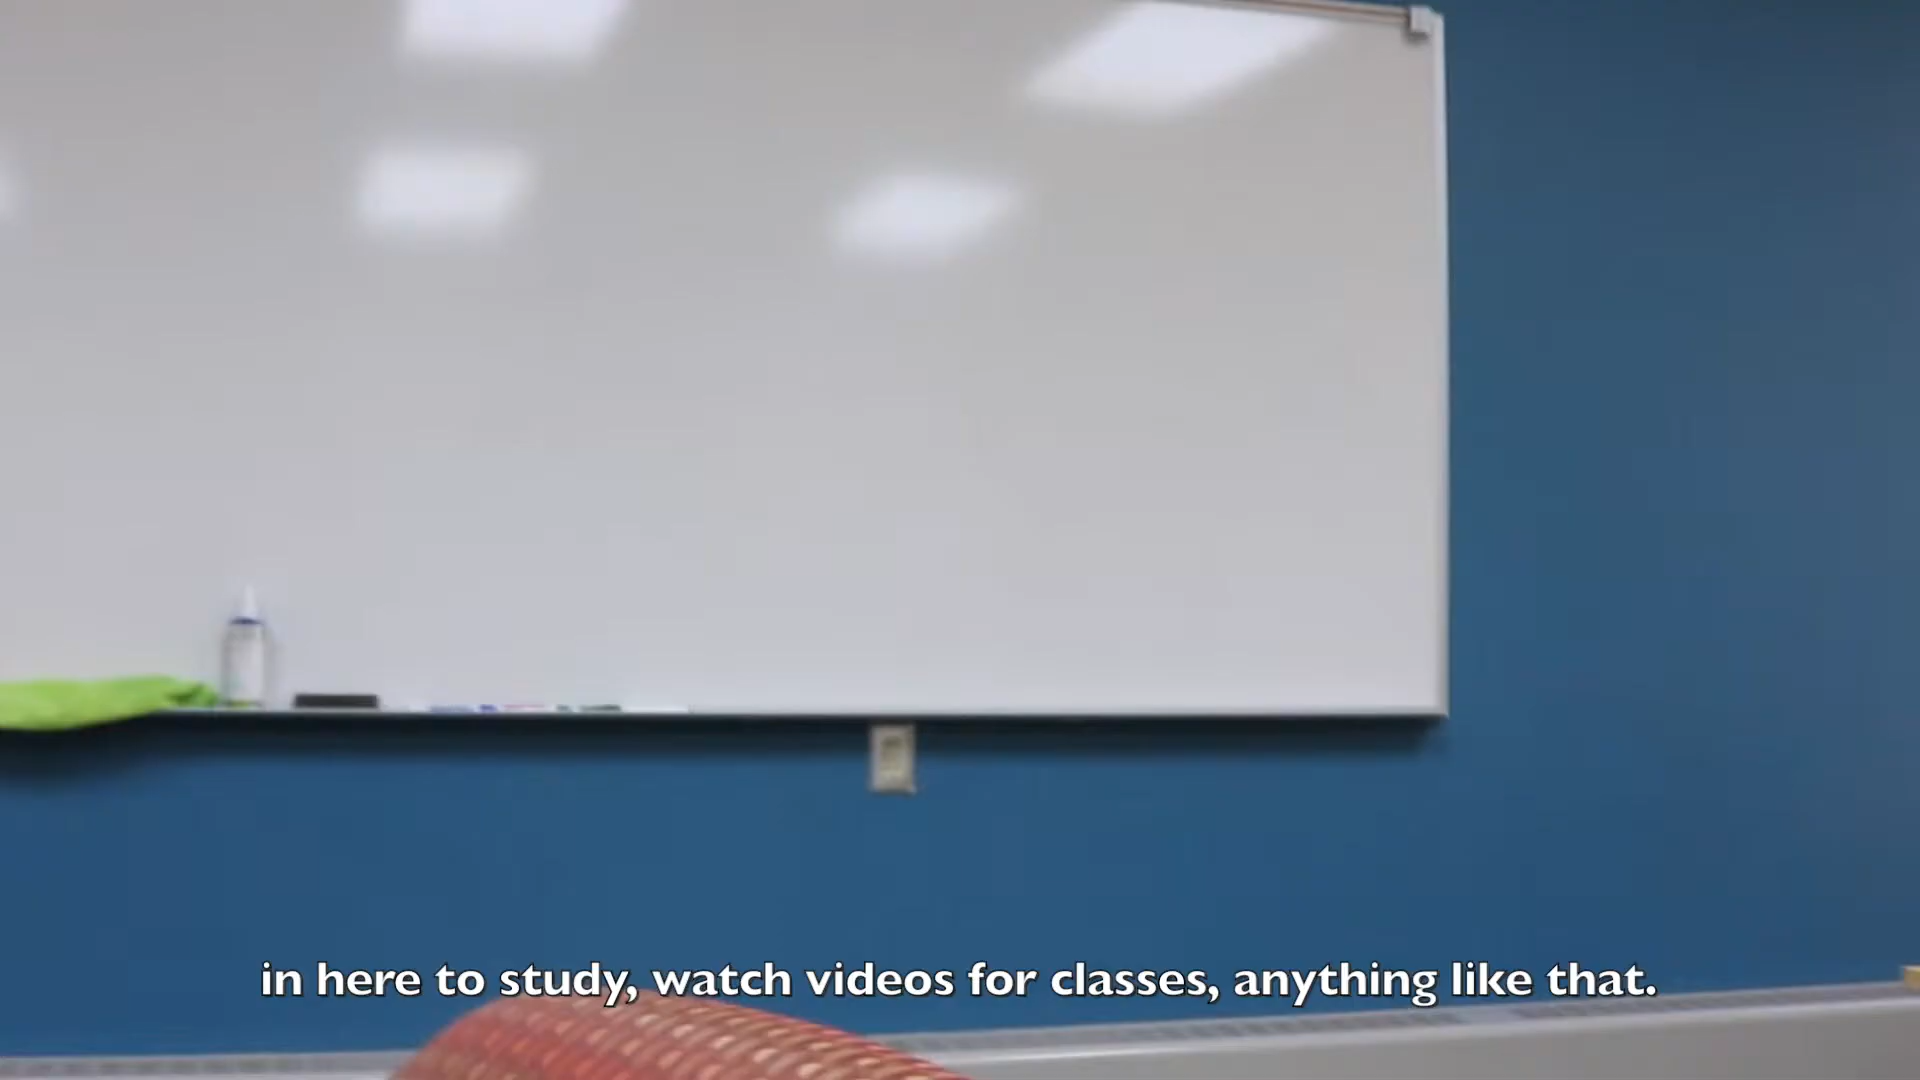 in here to study, watch videos for classes, anything like that.